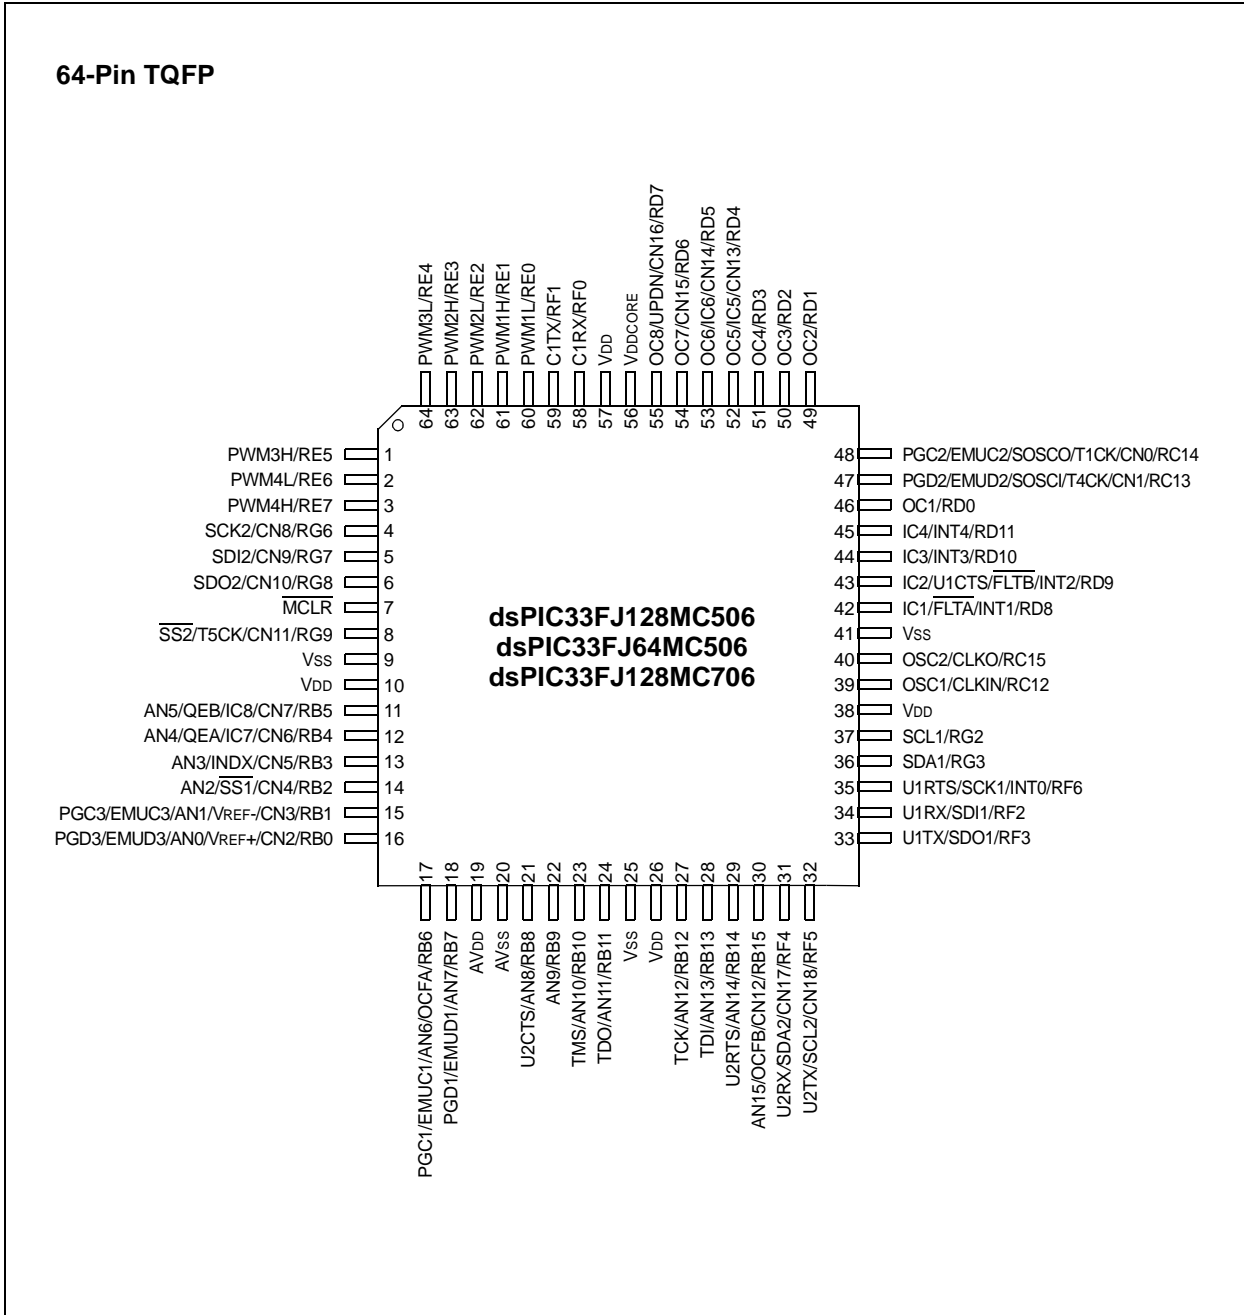 64-Pin TQFP
PWM3L/RE4
PWM2H/RE3
PWM2L/RE2
PWM1H/RE1
PWM1L/RE0
C1TX/RF1
C1RX/RF0
VDD
VDDCORE
OC8/UPDN/CN16/RD7
OC7/CN15/RD6
OC6/IC6/CN14/RD5
OC5/IC5/CN13/RD4
OC4/RD3
OC3/RD2
OC2/RD1
64 63 62 61 60 59 58 57 56 55 54 53 52 51 50 49
PWM3H/RE5 1
PWM4L/RE6 2
PWM4H/RE7 3
SCK2/CN8/RG6 4
SDI2/CN9/RG7 5
SDO2/CN10/RG8 6
MCLR 7
SS2/T5CK/CN11/RG9 8
VSS 9
VDD 10
AN5/QEB/IC8/CN7/RB5 11
AN4/QEA/IC7/CN6/RB4 12
AN3/INDX/CN5/RB3 13
AN2/SS1/CN4/RB2 14
PGC3/EMUC3/AN1/VREF-/CN3/RB1 15
PGD3/EMUD3/AN0/VREF+/CN2/RB0 16
dsPIC33FJ128MC506
dsPIC33FJ64MC506
dsPIC33FJ128MC706
48 PGC2/EMUC2/SOSCO/T1CK/CN0/RC14
47 PGD2/EMUD2/SOSCI/T4CK/CN1/RC13
46 OC1/RD0
45 IC4/INT4/RD11
44 IC3/INT3/RD10
43 IC2/U1CTS/FLTB/INT2/RD9
42 IC1/FLTA/INT1/RD8
41 VSS
40 OSC2/CLKO/RC15
39 OSC1/CLKIN/RC12
38 VDD
37 SCL1/RG2
36 SDA1/RG3
35 U1RTS/SCK1/INT0/RF6
34 U1RX/SDI1/RF2
33 U1TX/SDO1/RF3
17 18 19 20 21 22 23 24 25 26 27 28 29 30 31 32
PGC1/EMUC1/AN6/OCFA/RB6
PGD1/EMUD1/AN7/RB7
AVDD
AVSS
U2CTS/AN8/RB8
AN9/RB9
TMS/AN10/RB10
TDO/AN11/RB11
VSS
VDD
TCK/AN12/RB12
TDI/AN13/RB13
U2RTS/AN14/RB14
AN15/OCFB/CN12/RB15
U2RX/SDA2/CN17/RF4
U2TX/SCL2/CN18/RF5